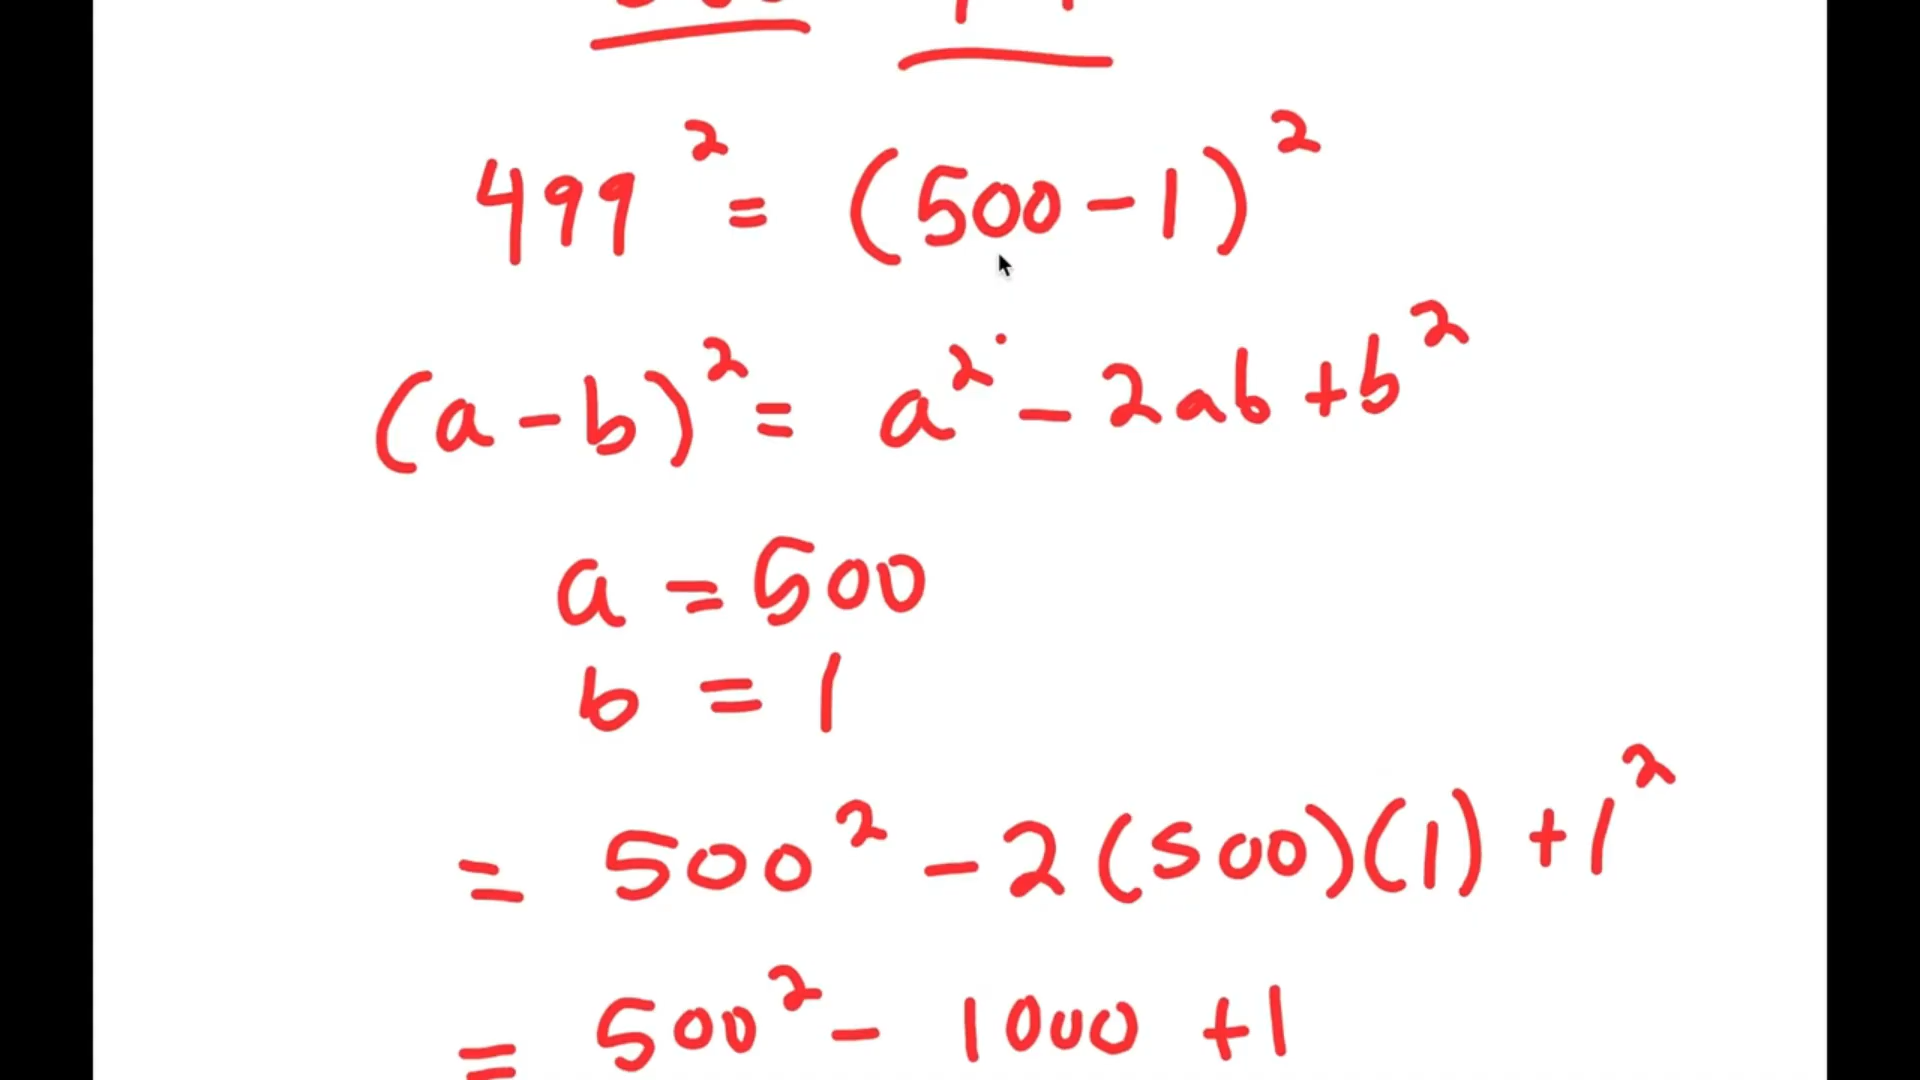 499² = (500 - 1)²
(a - b)² = a² - 2ab + b²
a = 500
b = 1
= 500² - 2(500)(1) + 1²
= 500² - 1000 + 1